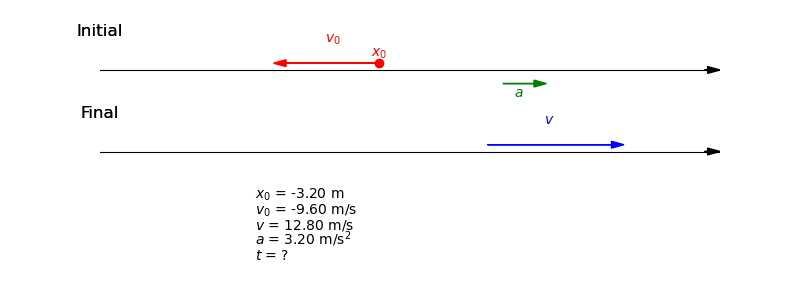 Initial
v₀
x₀
a
Final
v
x₀ = -3.20 m
v₀ = -9.60 m/s
v = 12.80 m/s
a = 3.20 m/s²
t = ?